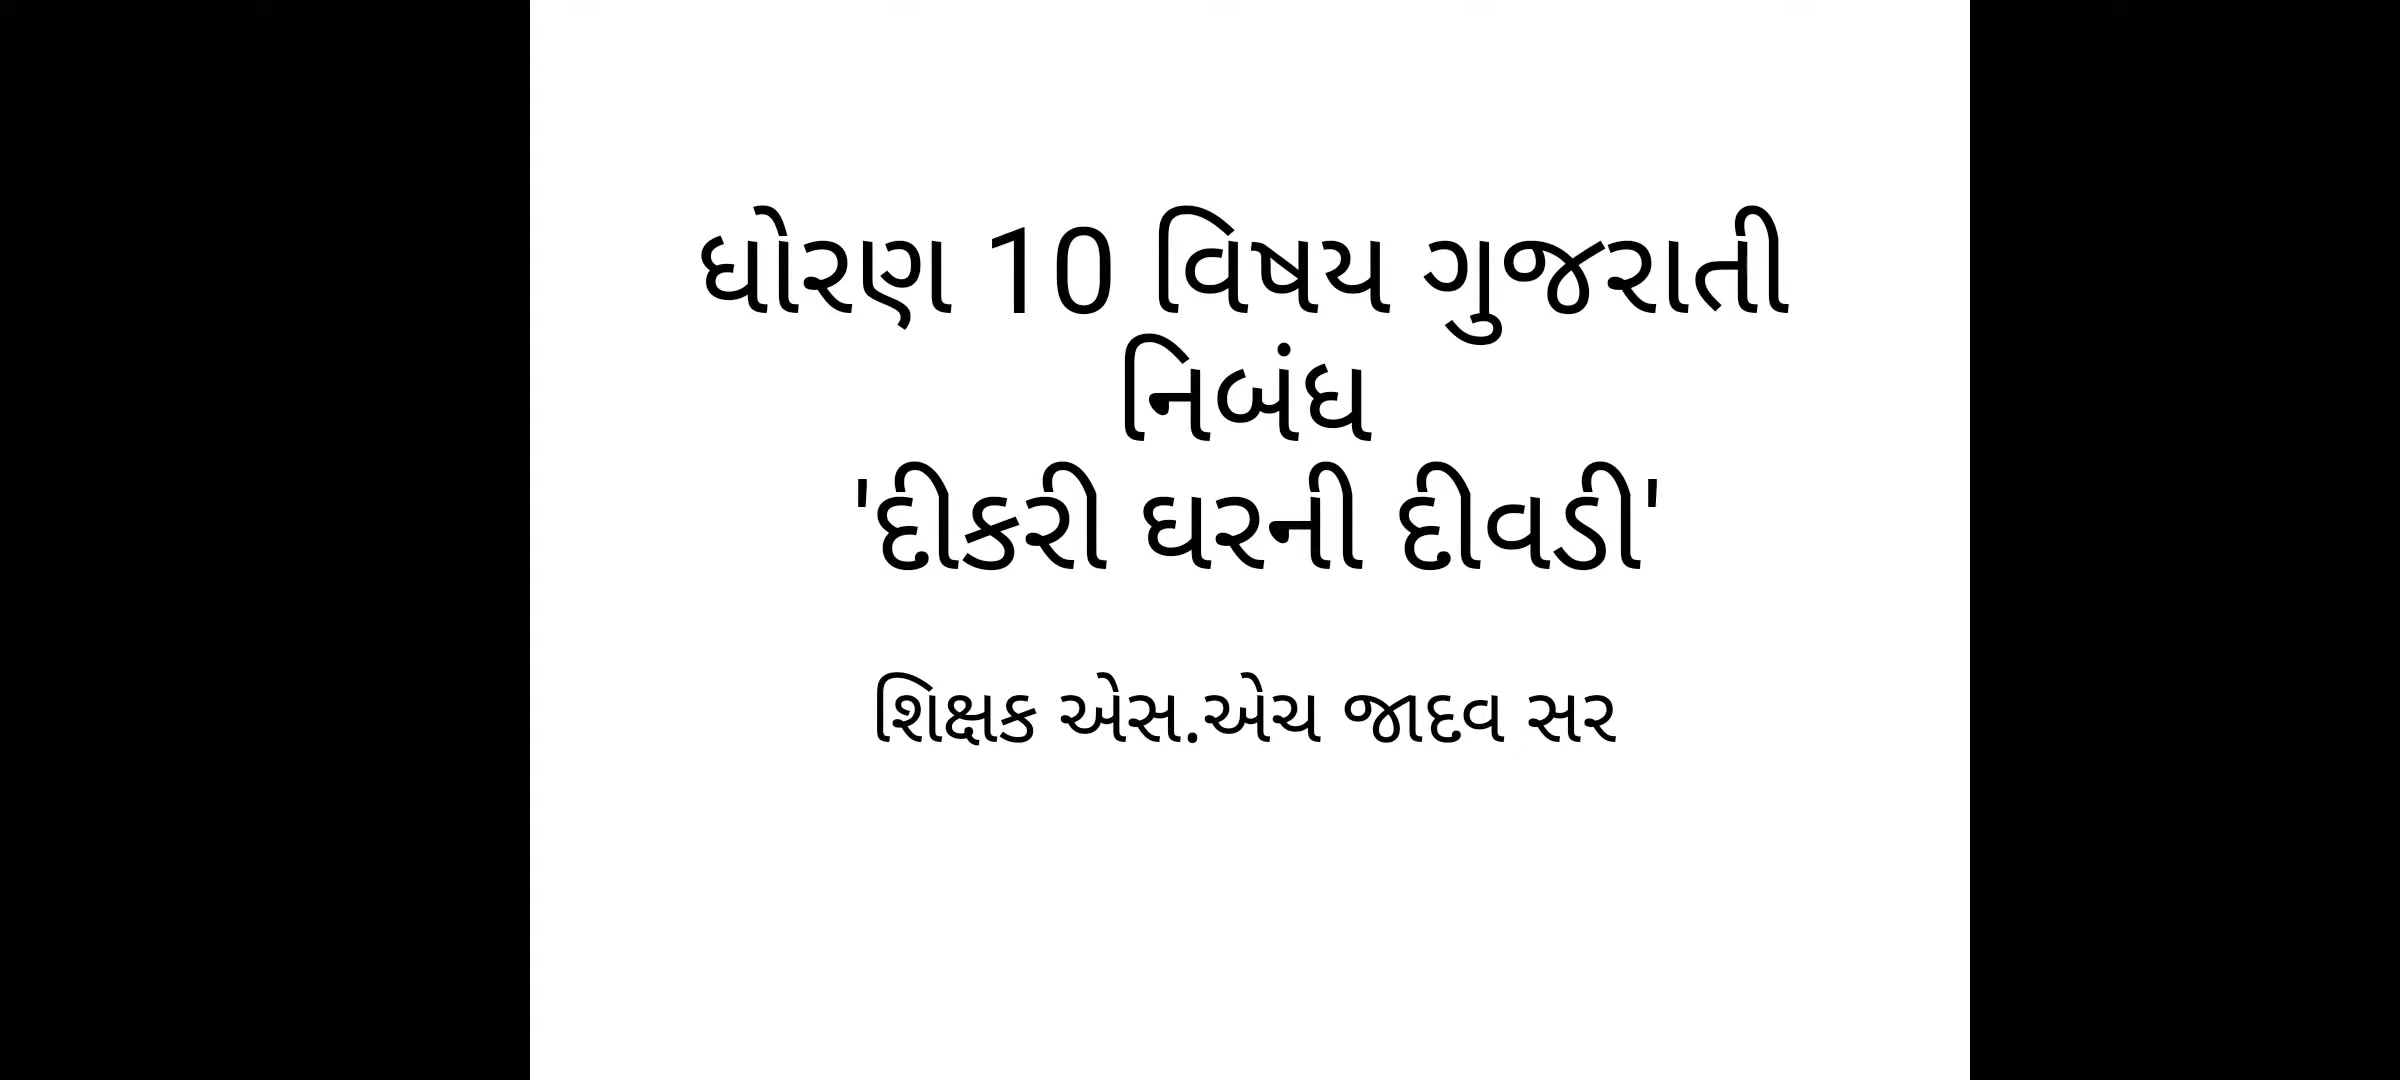 ધોરણ 10 વિષય ગુજરાતી
નિબંધ
'દીકરી ઘરની દીવડી'
શિક્ષક એસ.એચ જાદવ સર